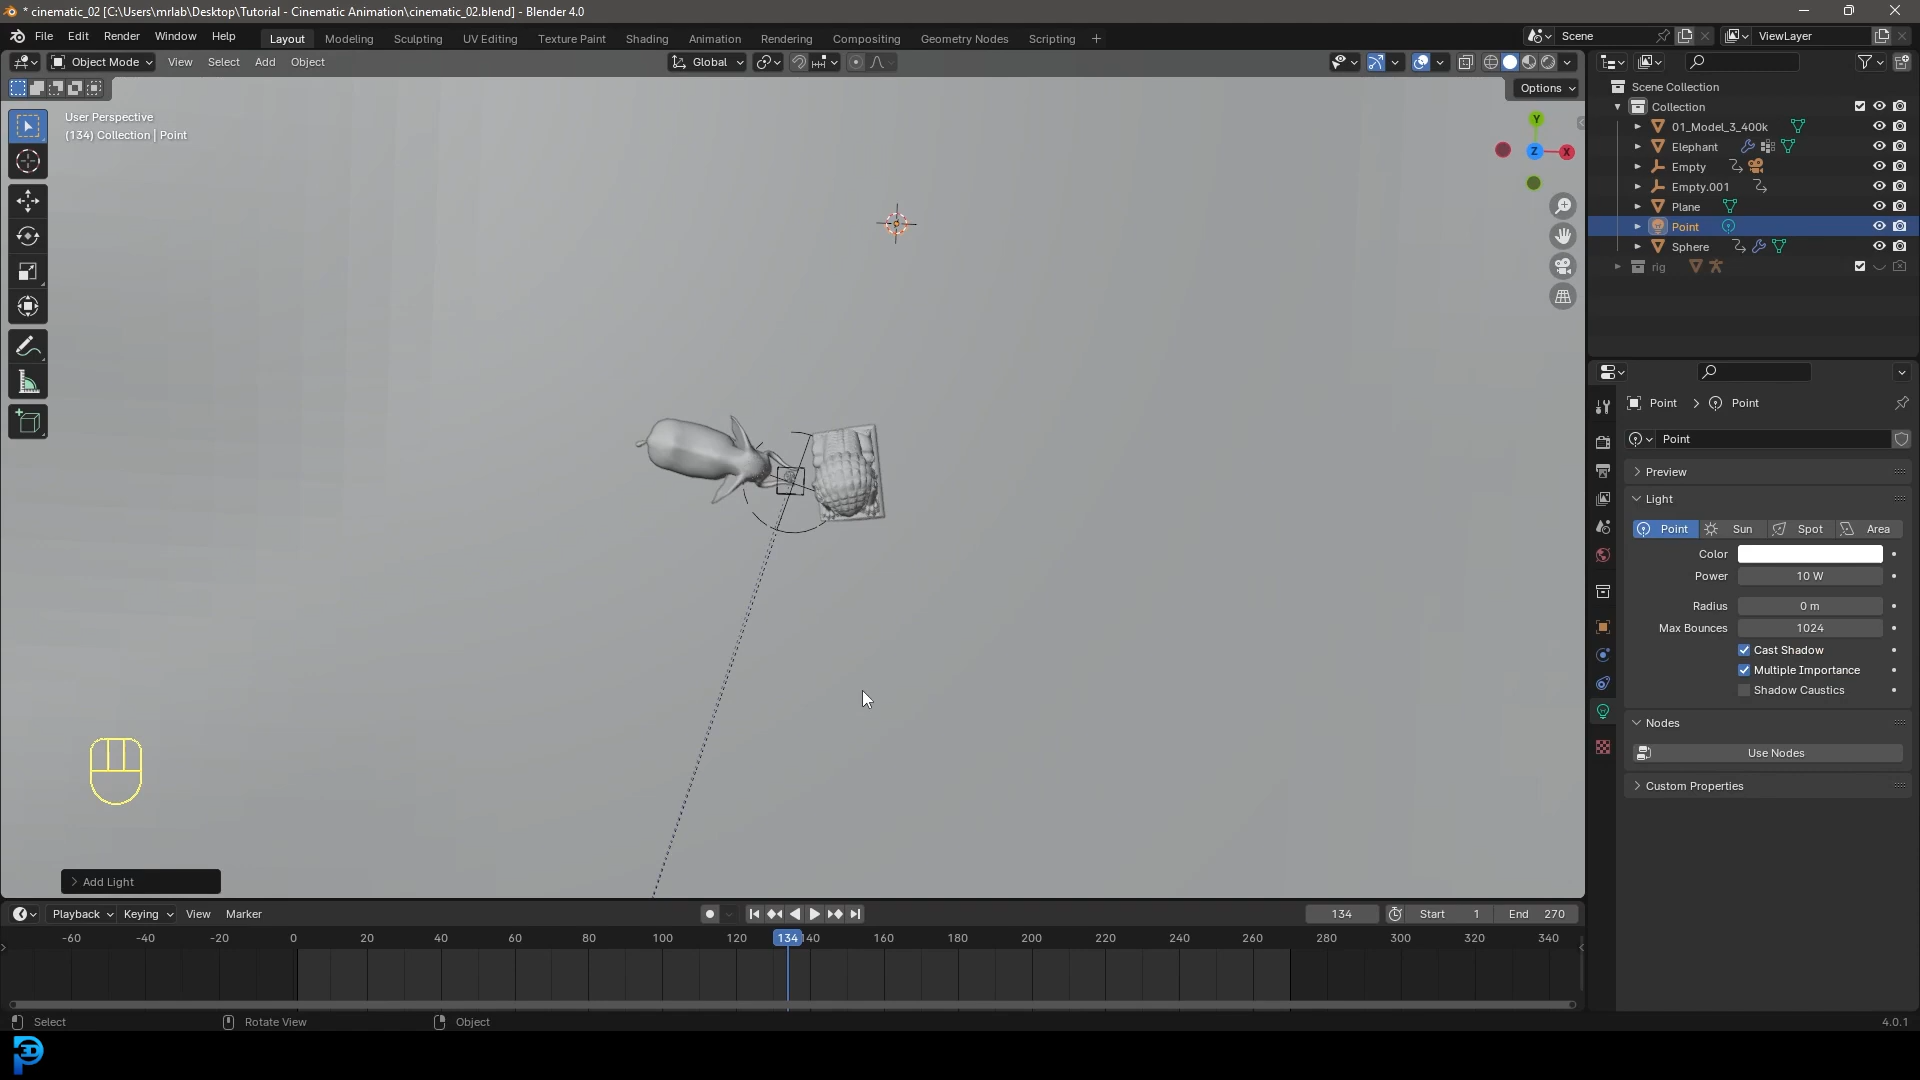 * cinematic_02 [C:\Users\mrlab\Desktop\Tutorial - Cinematic Animation\cinematic_02.blend] - Blender 4.0
File Edit Render Window Help Layout Modeling Sculpting UV Editing Texture Paint Shading Animation Rendering Compositing Geometry Nodes Scripting + Scene ViewLayer
Object Mode View Select Add Object Global
Options
User Perspective
(134) Collection | Point
Y
Z
X
Scene Collection
Collection
01_Model_3_400k
Elephant
Empty
Empty.001
Plane
Point
Sphere
rig
Point > Point
Point
Preview
Light
Point Sun Spot Area
Color
Power 10 W
Radius 0 m
Max Bounces 1024
Cast Shadow
Multiple Importance
Shadow Caustics
Nodes
Use Nodes
Custom Properties
Add Light
Playback Keying View Marker 134 Start 1 End 270
-60 -40 -20 0 20 40 60 80 100 120 134 140 160 180 200 220 240 260 280 300 320 340
Select Rotate View Object 4.0.1